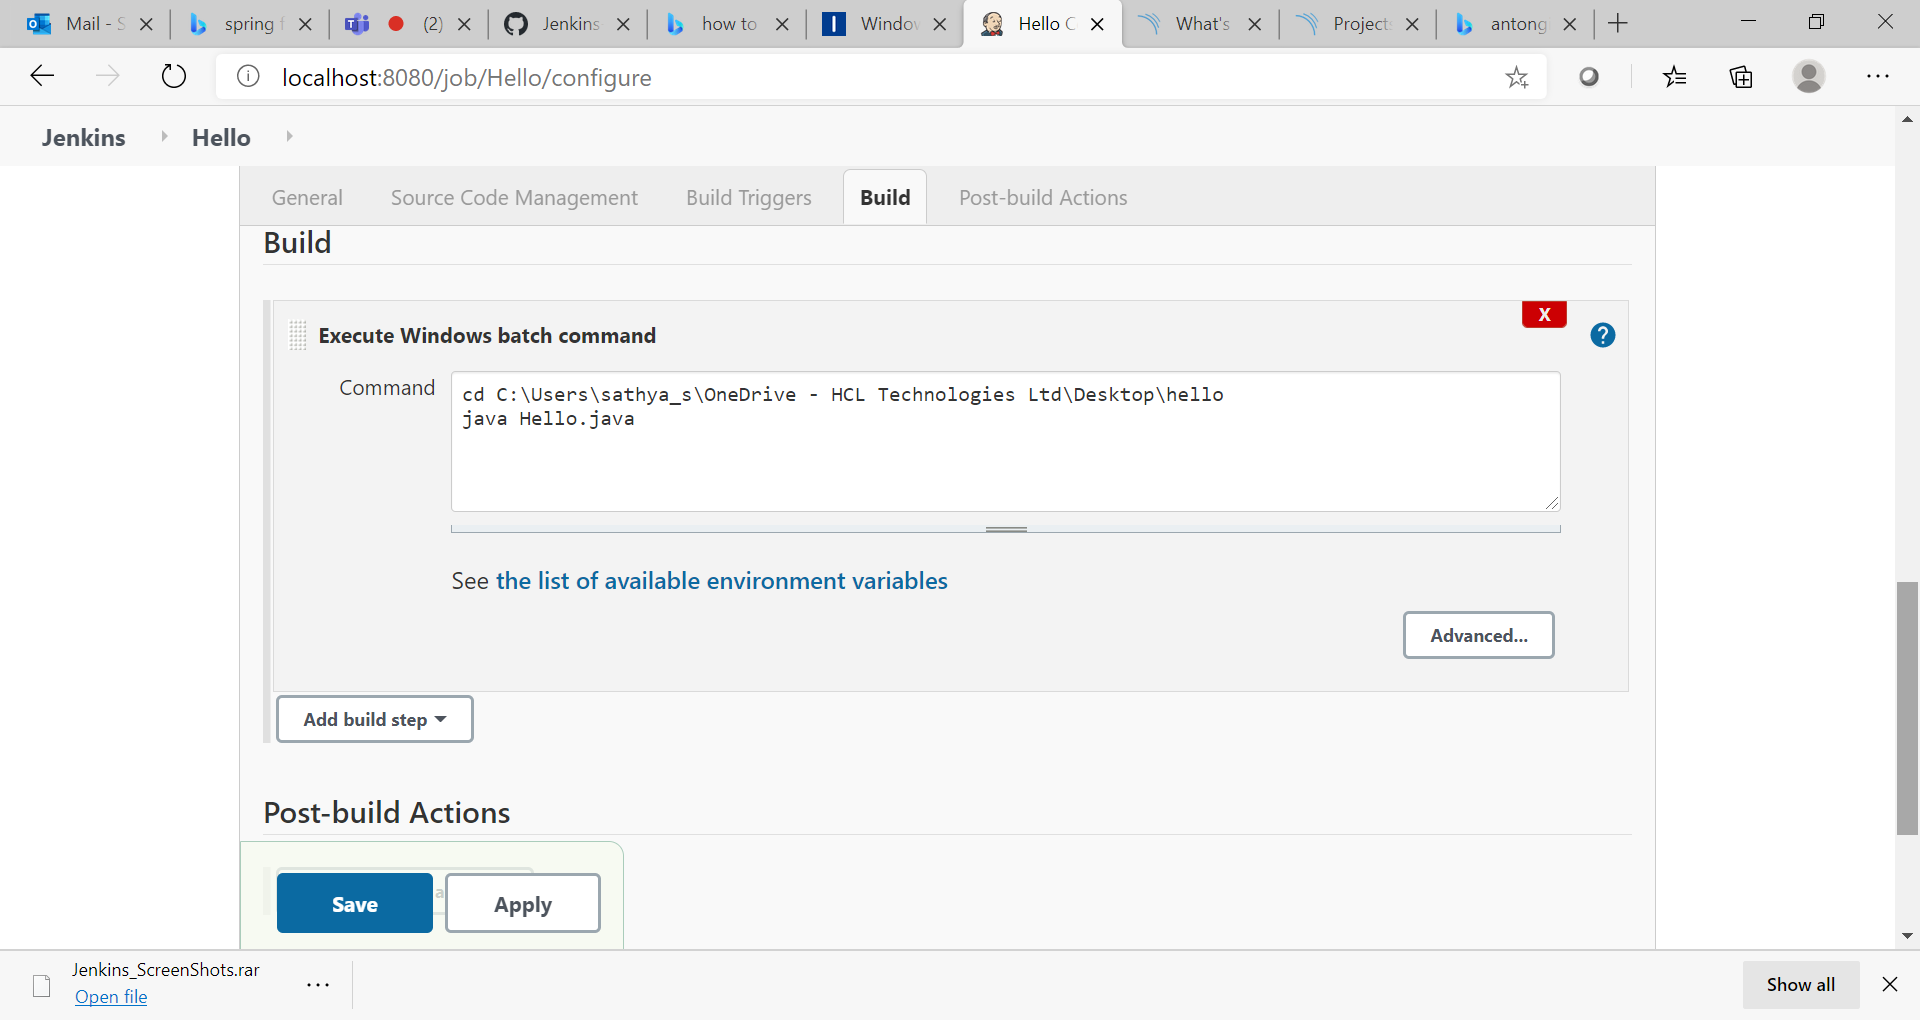 Mail - S
spring f
(2)
Jenkins
how to
Window
Hello C
What's
Projects
antong
localhost:8080/job/Hello/configure
Jenkins
Hello
General
Source Code Management
Build Triggers
Build
Post-build Actions
Build
X
Execute Windows batch command
?
Command
cd C:\Users\sathya_s\OneDrive - HCL Technologies Ltd\Desktop\hello
java Hello.java
See the list of available environment variables
Advanced...
Add build step
Post-build Actions
Save
Apply
Jenkins_ScreenShots.rar
Open file
Show all